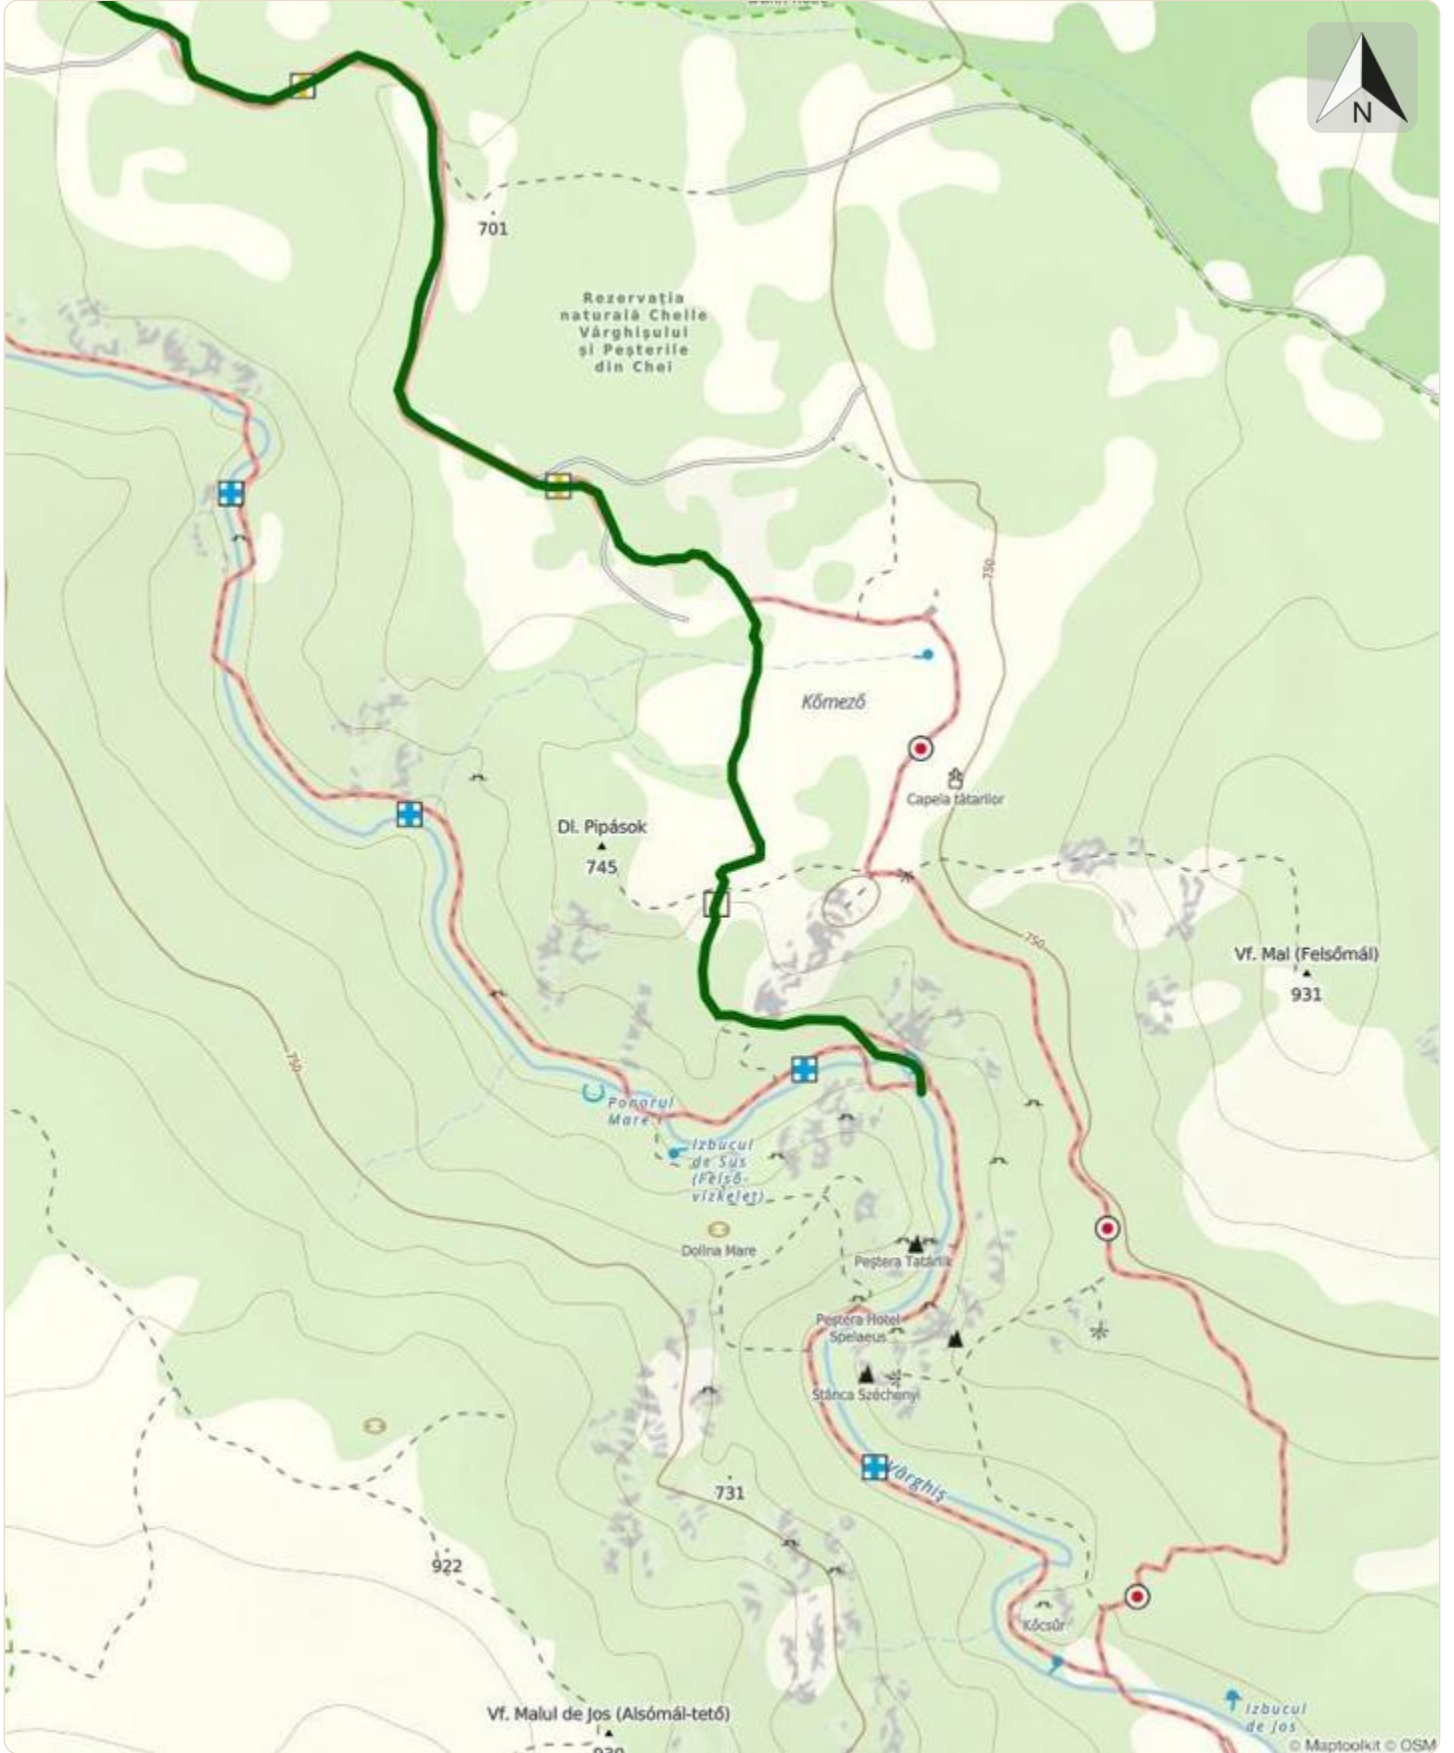 N
701
Rezervația
naturală Cheile
Vârghișului
și Peșterile
din Chei
750
Kőmező
Capela tătarilor
Dl. Pipások
745
750
Vf. Mal (Felsőmál)
931
750
Ponorul
Mare
Izbucul
de Sus
(Felső-
vízkelet)
Dolina Mare
Peștera Tatárlik
Peștera Hotel
Spelaeus
Stânca Széchenyi
Vârghiș
731
922
Kőcsűr
Izbucul
de Jos
Vf. Malul de Jos (Alsómál-tető)
© Maptoolkit © OSM